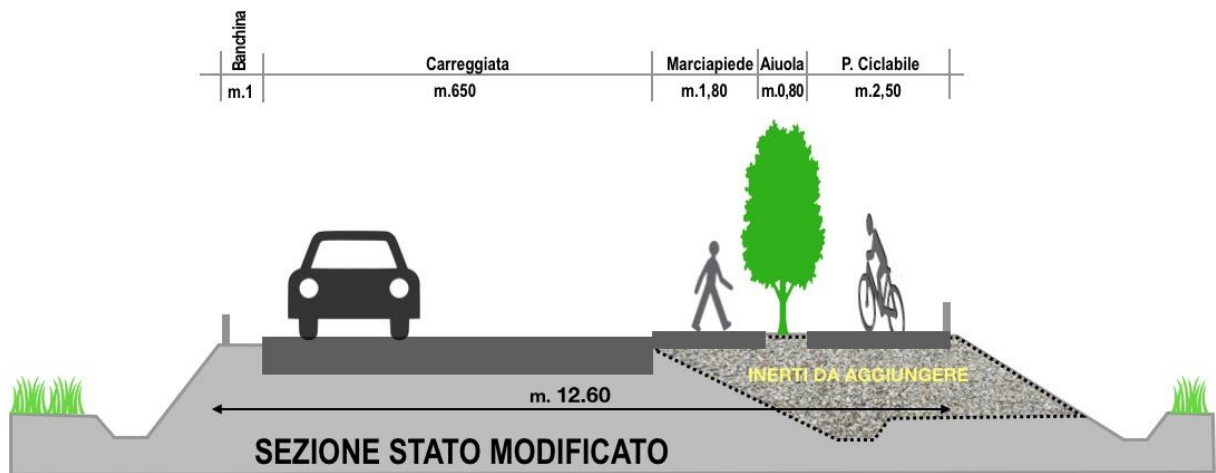 Banchina
Carreggiata
Marciapiede
Aiuola
P. Ciclabile
m.1
m.650
m.1,80
m.0,80
m.2,50
INERTI DA AGGIUNGERE
m. 12.60
SEZIONE STATO MODIFICATO